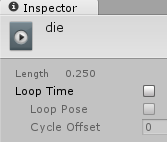 Inspector
die
Length 0.250
Loop Time
Loop Pose
Cycle Offset 0